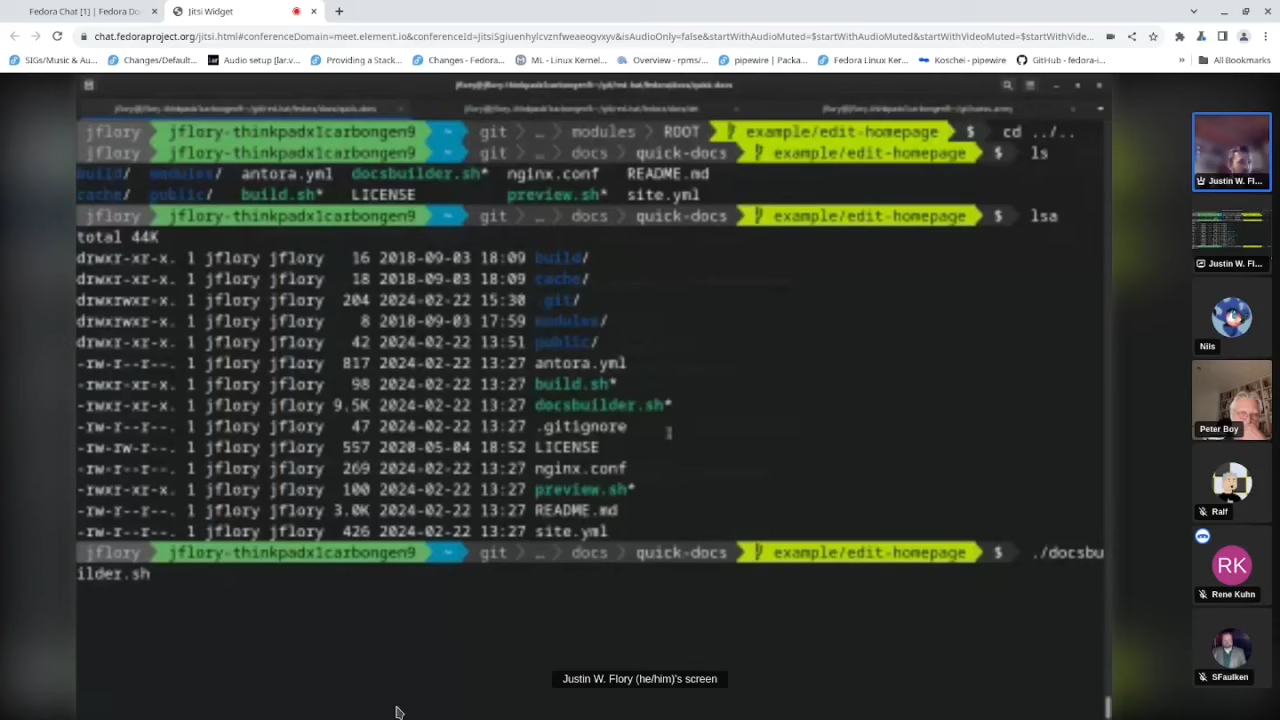 Fedora Chat [1] | Fedora Do
Jitsi Widget
chat.fedoraproject.org/jitsi.html#conferenceDomain=meet.element.io&conferenceId=JitsiSgiuenhylcvznfweaeogvxyv&isAudioOnly=false&startWithAudioMuted=$startWithAudioMuted&startWithVideoMuted=$startWithVide...
SIGs/Music & Au...
Changes/Default...
Audio setup [lar.v...
Providing a Stack...
Changes - Fedora...
ML - Linux Kernel...
Overview - rpms/...
pipewire | Packag...
Fedora Linux Ker...
Koschei - pipewire
GitHub - fedora-i...
»
All Bookmarks
jflory jflory-thinkpadx1carbongen9 ~ git … modules ROOT example/edit-homepage $ cd ../..
jflory jflory-thinkpadx1carbongen9 ~ git … docs quick-docs example/edit-homepage $ ls
build/ modules/ antora.yml docsbuilder.sh* nginx.conf README.md
cache/ public/ build.sh* LICENSE preview.sh* site.yml
jflory jflory-thinkpadx1carbongen9 ~ git … docs quick-docs example/edit-homepage $ lsa
total 44K
drwxr-xr-x. 1 jflory jflory 16 2018-09-03 18:09 build/
drwxr-xr-x. 1 jflory jflory 18 2018-09-03 18:09 cache/
drwxrwxr-x. 1 jflory jflory 204 2024-02-22 15:30 .git/
drwxrwxr-x. 1 jflory jflory 8 2018-09-03 17:59 modules/
drwxr-xr-x. 1 jflory jflory 42 2024-02-22 13:51 public/
-rw-r--r--. 1 jflory jflory 817 2024-02-22 13:27 antora.yml
-rwxr-xr-x. 1 jflory jflory 98 2024-02-22 13:27 build.sh*
-rwxr-xr-x. 1 jflory jflory 9.5K 2024-02-22 13:27 docsbuilder.sh*
-rw-r--r--. 1 jflory jflory 47 2024-02-22 13:27 .gitignore
-rw-rw-r--. 1 jflory jflory 557 2020-05-04 18:52 LICENSE
-rw-r--r--. 1 jflory jflory 269 2024-02-22 13:27 nginx.conf
-rwxr-xr-x. 1 jflory jflory 100 2024-02-22 13:27 preview.sh*
-rw-r--r--. 1 jflory jflory 3.0K 2024-02-22 13:27 README.md
-rw-r--r--. 1 jflory jflory 426 2024-02-22 13:27 site.yml
jflory jflory-thinkpadx1carbongen9 ~ git … docs quick-docs example/edit-homepage $ ./docsbu
ilder.sh
Justin W. Flory (he/him)'s screen
Justin W. Fl...
Justin W. Fl...
Nils
Peter Boy
Ralf
RK
Rene Kuhn
SFaulken